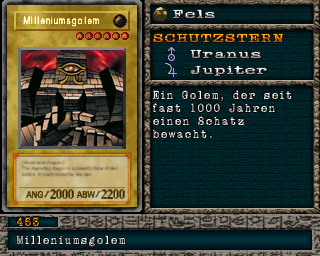 Milleniumsgolem
ANG/2000 ABW/2200
Fels
SCHUTZSTERN
Uranus
Jupiter
Ein Golem, der seit
fast 1000 Jahren
einen Schatz
bewacht.
453
Milleniumsgolem